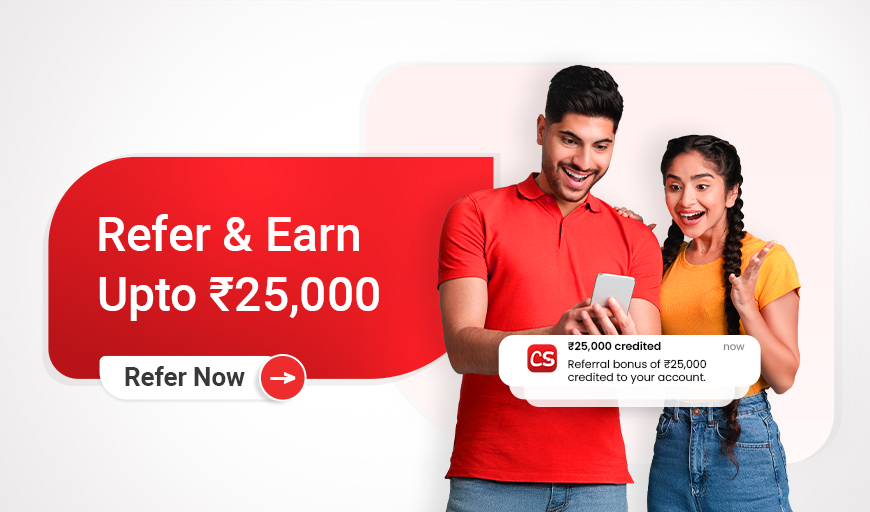 Refer & Earn
Upto ₹25,000
Refer Now
CS
₹25,000 credited now
Referral bonus of ₹25,000
credited to your account.